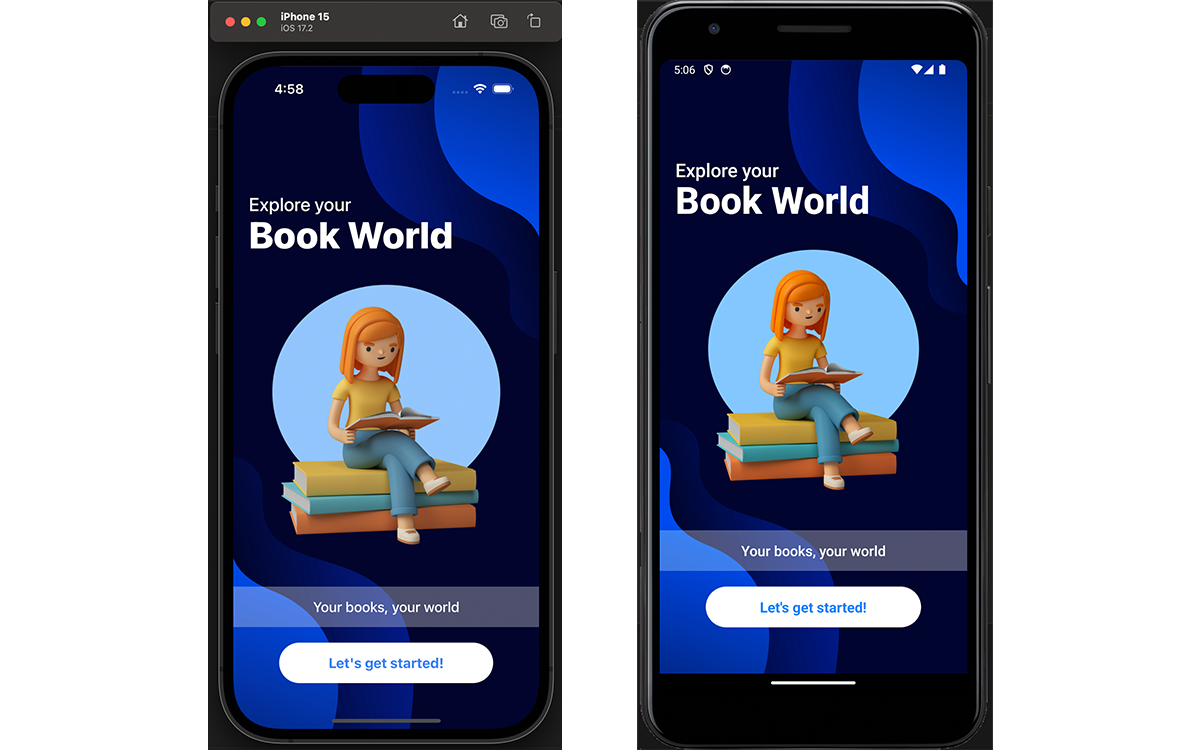 iPhone 15
iOS 17.2
4:58
Explore your
Book World
Your books, your world
Let's get started!
5:06
Explore your
Book World
Your books, your world
Let's get started!